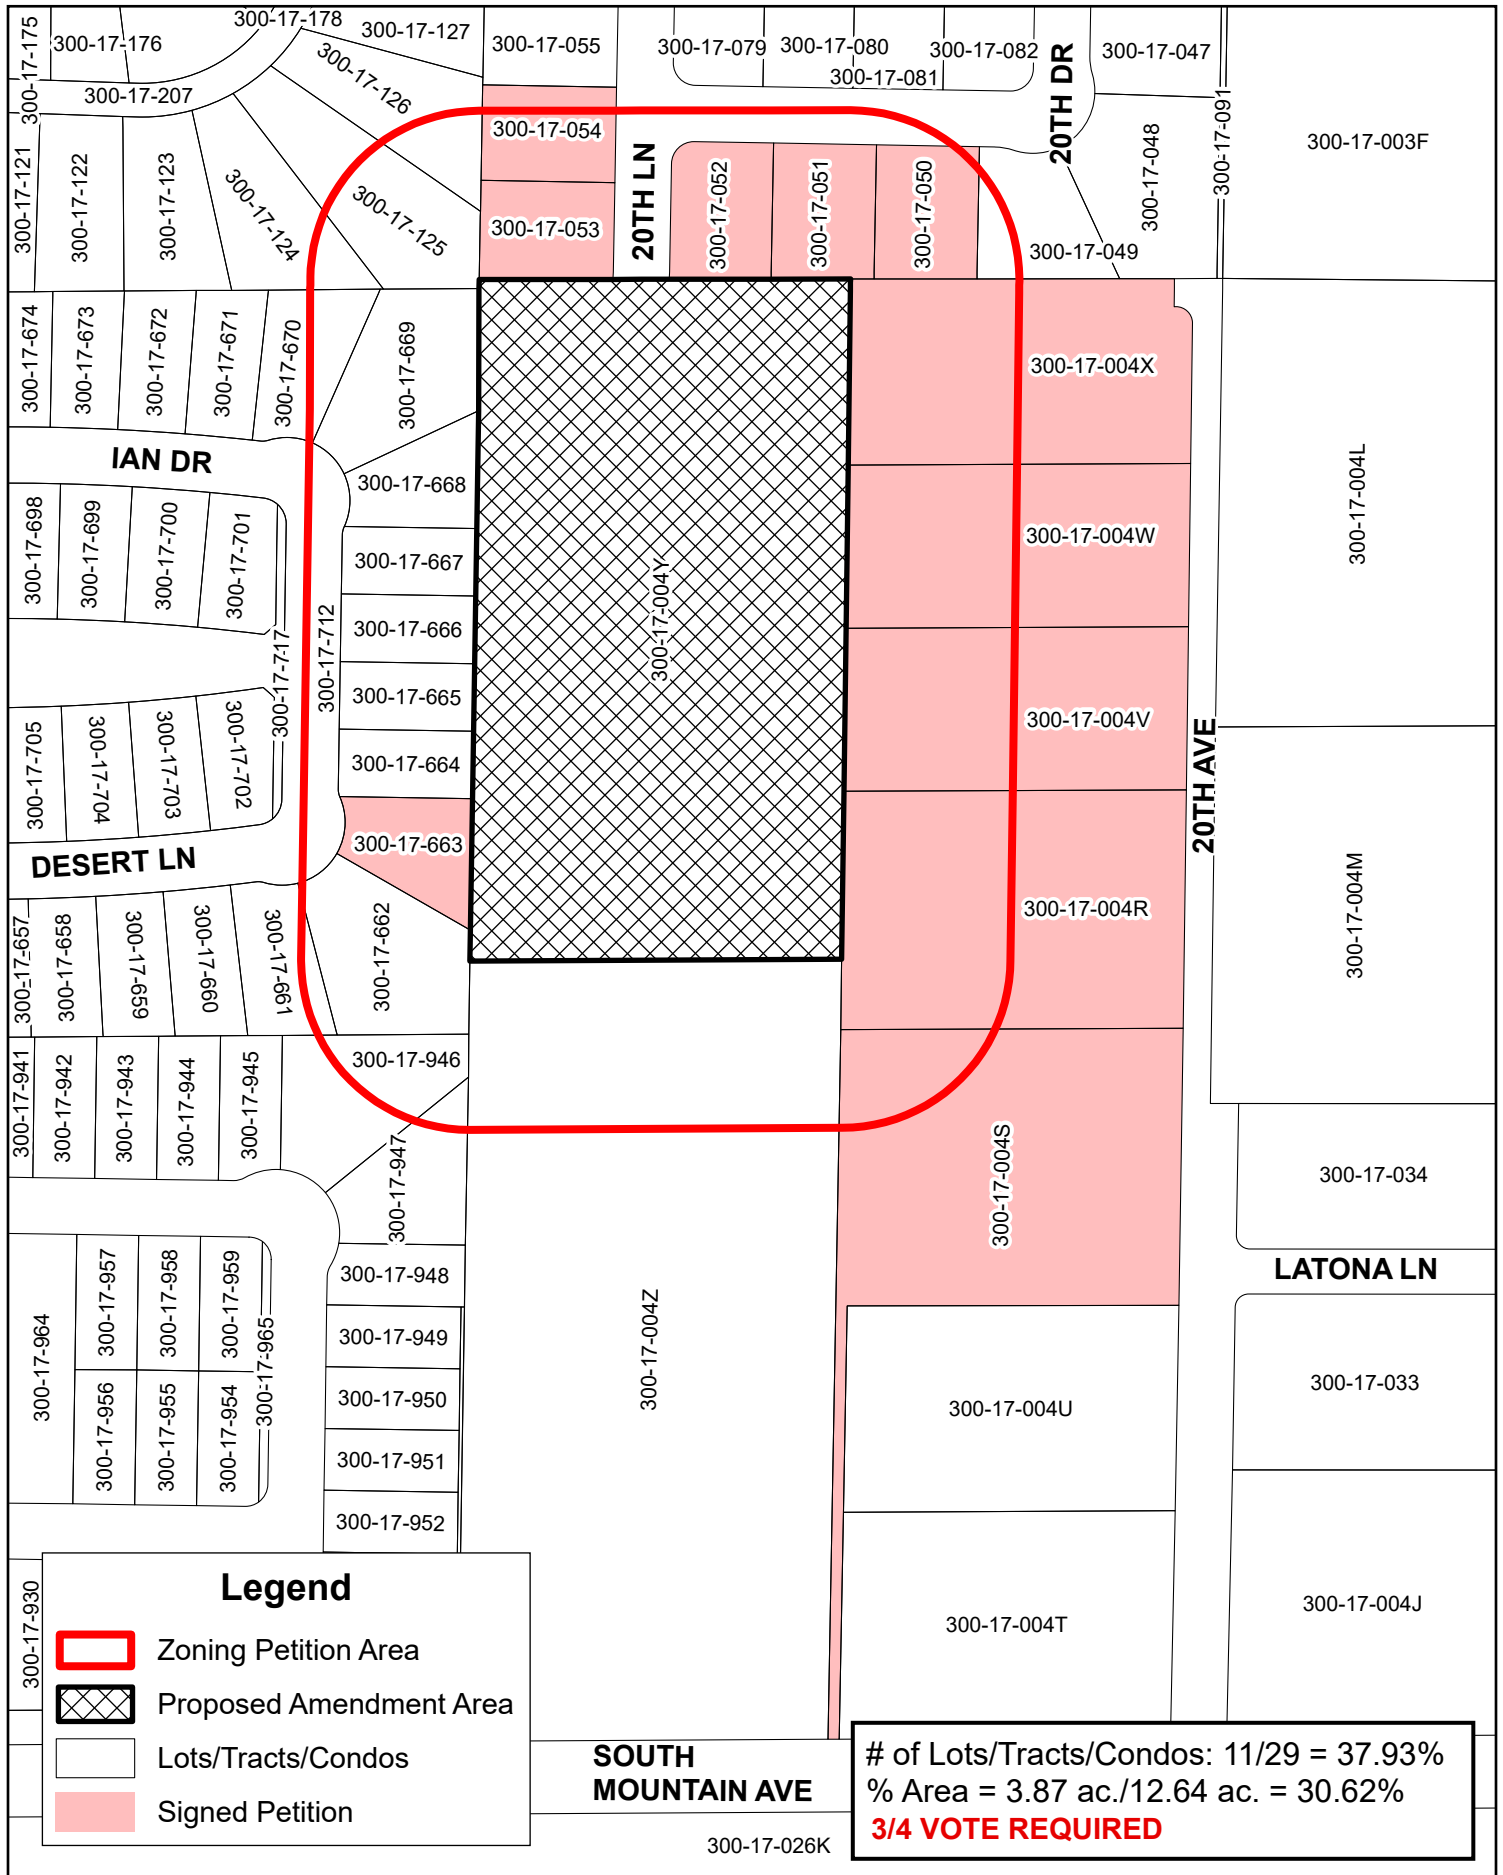 300-17-175
300-17-176
300-17-178
300-17-127
300-17-055
300-17-079
300-17-080
300-17-081
300-17-082
20TH DR
300-17-047
300-17-207
300-17-126
300-17-054
300-17-091
300-17-003F
300-17-121
300-17-122
300-17-123
300-17-124
300-17-125
300-17-053
20TH LN
300-17-052
300-17-051
300-17-050
300-17-048
300-17-049
300-17-674
300-17-673
300-17-672
300-17-671
300-17-670
300-17-669
300-17-004X
IAN DR
300-17-668
300-17-004L
300-17-698
300-17-699
300-17-700
300-17-701
300-17-667
300-17-004W
300-17-717
300-17-712
300-17-666
300-17-004Y
300-17-665
300-17-004V
300-17-705
300-17-704
300-17-703
300-17-702
300-17-664
20TH AVE
DESERT LN
300-17-663
300-17-004R
300-17-004M
300-17-657
300-17-658
300-17-659
300-17-660
300-17-661
300-17-662
300-17-941
300-17-942
300-17-943
300-17-944
300-17-945
300-17-946
300-17-947
300-17-004S
300-17-034
300-17-948
LATONA LN
300-17-964
300-17-957
300-17-958
300-17-959
300-17-965
300-17-949
300-17-004Z
300-17-956
300-17-955
300-17-954
300-17-950
300-17-004U
300-17-033
300-17-951
300-17-952
300-17-930
300-17-004T
300-17-004J
Legend
Zoning Petition Area
Proposed Amendment Area
Lots/Tracts/Condos
Signed Petition
SOUTH
MOUNTAIN AVE
300-17-026K
# of Lots/Tracts/Condos: 11/29 = 37.93%
% Area = 3.87 ac./12.64 ac. = 30.62%
3/4 VOTE REQUIRED